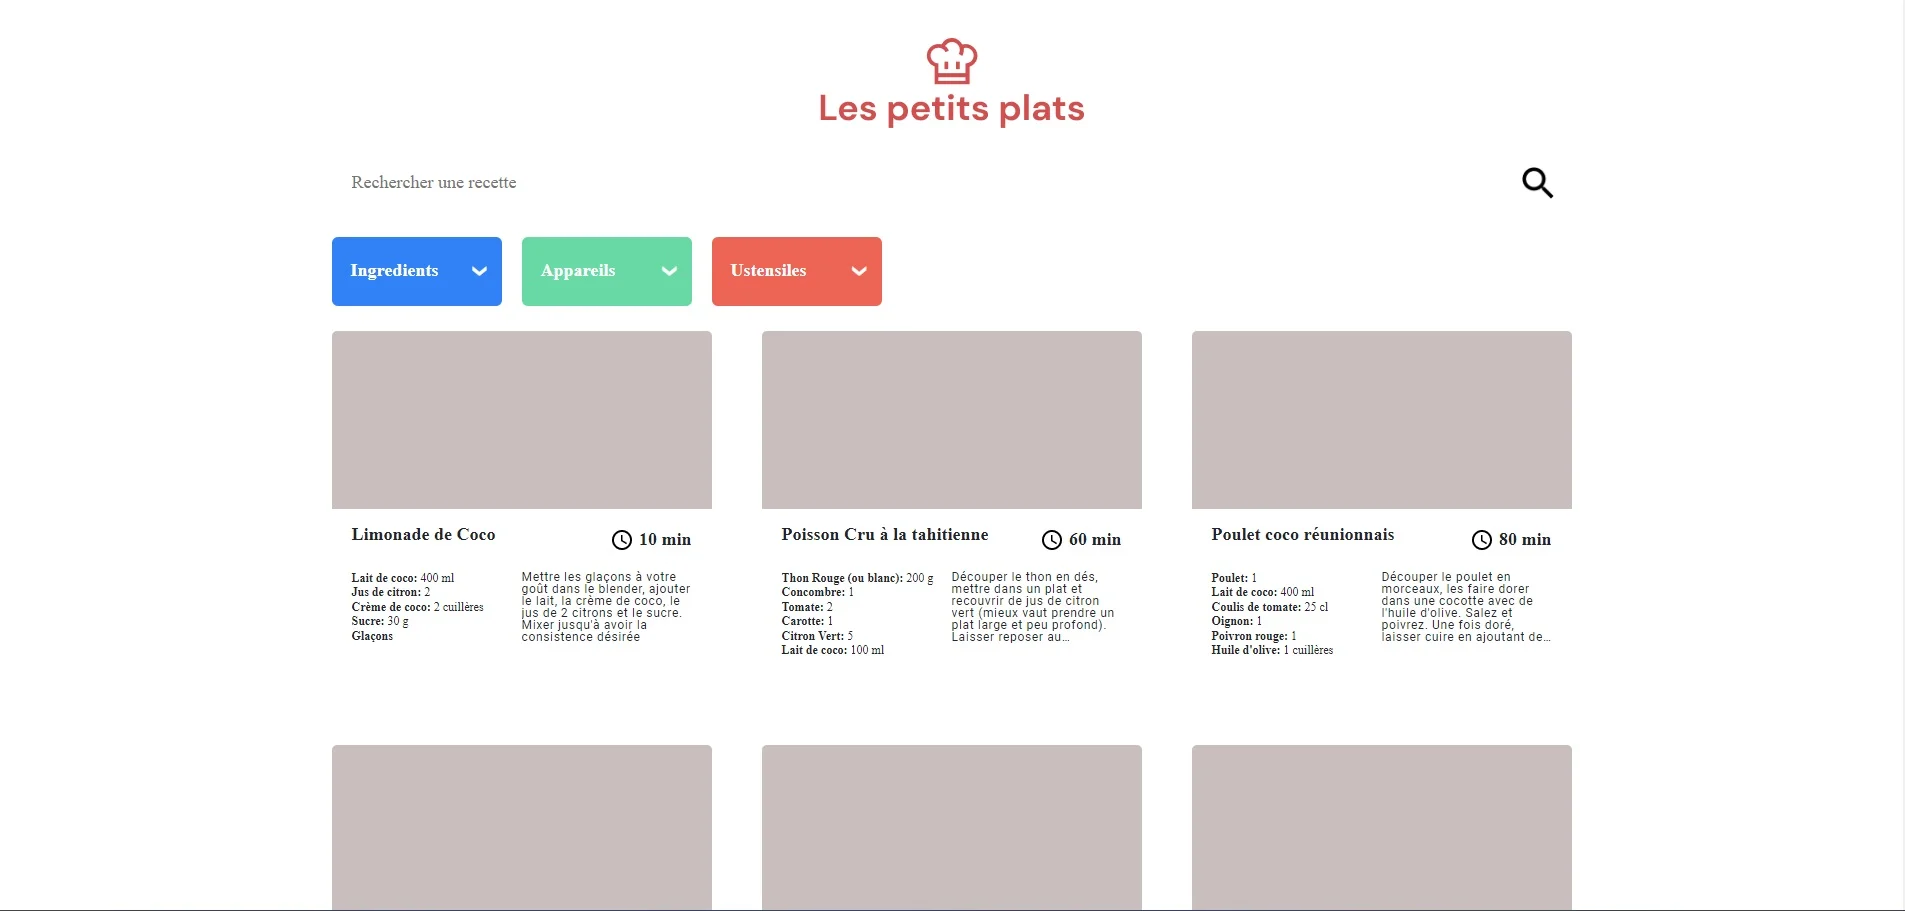 Les petits plats
Rechercher une recette
Ingredients
Appareils
Ustensiles
Limonade de Coco
10 min
Lait de coco: 400 ml
Jus de citron: 2
Crème de coco: 2 cuillères
Sucre: 30 g
Glaçons
Mettre les glaçons à votre
goût dans le blender, ajouter
le lait, la crème de coco, le
jus de 2 citrons et le sucre.
Mixer jusqu'à avoir la
consistence désirée
Poisson Cru à la tahitienne
60 min
Thon Rouge (ou blanc): 200 g
Concombre: 1
Tomate: 2
Carotte: 1
Citron Vert: 5
Lait de coco: 100 ml
Découper le thon en dés,
mettre dans un plat et
recouvrir de jus de citron
vert (mieux vaut prendre un
plat large et peu profond).
Laisser reposer au...
Poulet coco réunionnais
80 min
Poulet: 1
Lait de coco: 400 ml
Coulis de tomate: 25 cl
Oignon: 1
Poivron rouge: 1
Huile d'olive: 1 cuillères
Découper le poulet en
morceaux, les faire dorer
dans une cocotte avec de
l'huile d'olive. Salez et
poivrez. Une fois doré,
laisser cuire en ajoutant de...